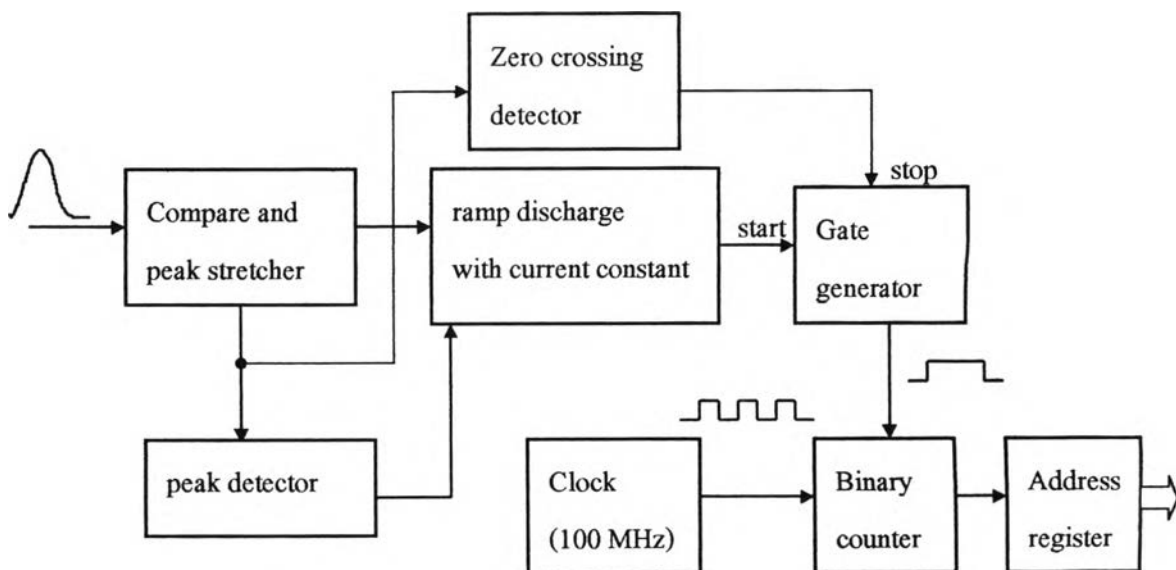 Zero crossing
detector
stop
Compare and
peak stretcher
ramp discharge
with current constant
start
Gate
generator
peak detector
Clock
(100 MHz)
Binary
counter
Address
register